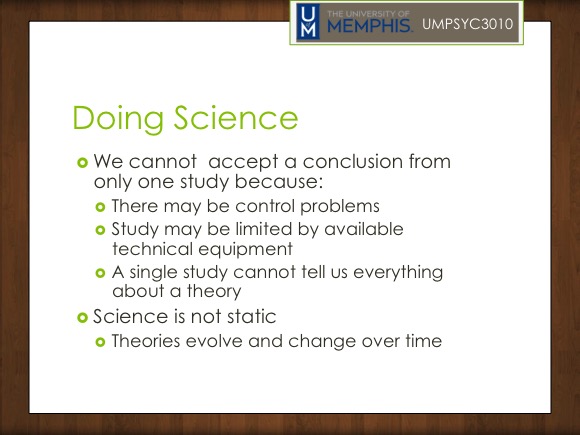 UM
THE UNIVERSITY OF
MEMPHIS.
UMPSYC3010
Doing Science
We cannot  accept a conclusion from
only one study because:
There may be control problems
Study may be limited by available
technical equipment
A single study cannot tell us everything
about a theory
Science is not static
Theories evolve and change over time